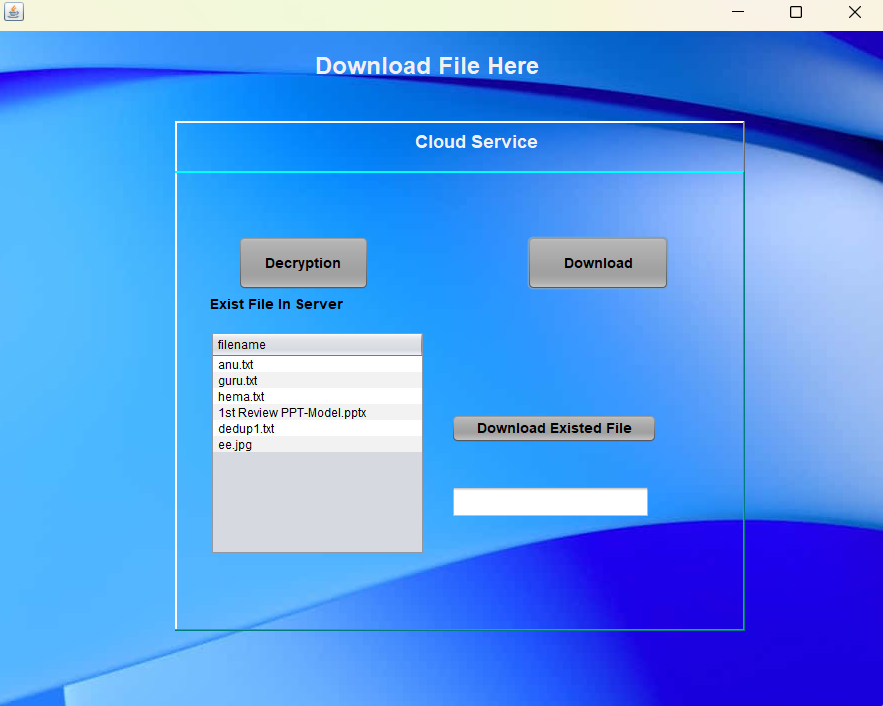 Download File Here
Cloud Service
Decryption
Download
Exist File In Server
filename
anu.txt
guru.txt
hema.txt
1st Review PPT-Model.pptx
dedup1.txt
ee.jpg
Download Existed File